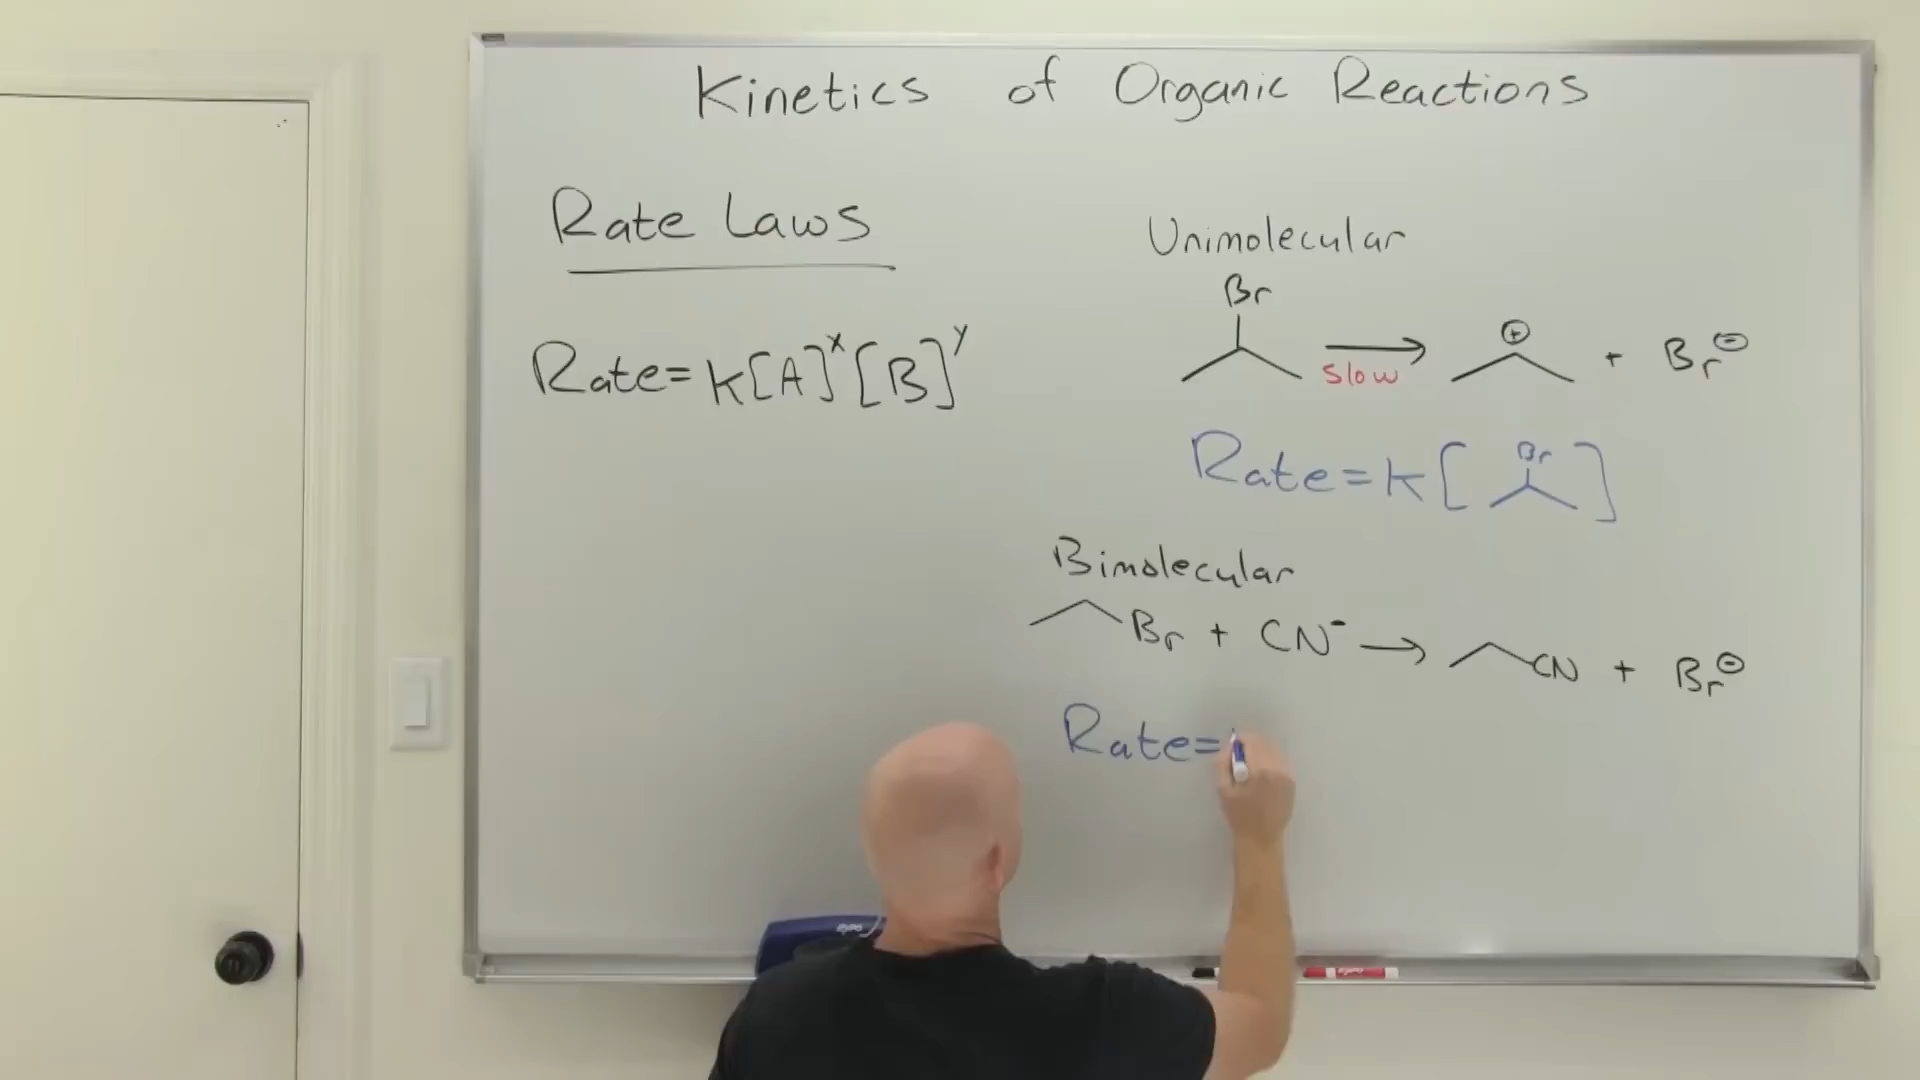 Kinetics of Organic Reactions
Rate Laws
Rate = k[A]^x [B]^y
Unimolecular
Br
slow
⊕ + Br⊖
Rate = k[ Br ]
Bimolecular
Br + CN⁻ → CN + Br⊖
Rate =
expo